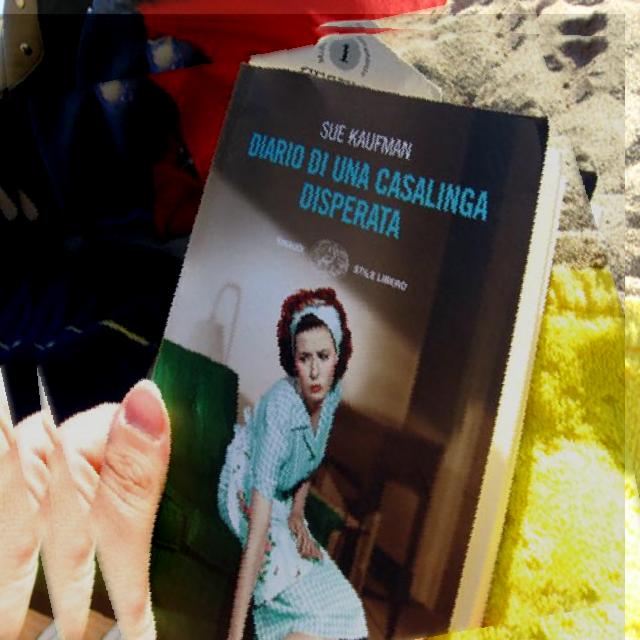 SUE KAUFMAN
DIARIO DI UNA CASALINGA
DISPERATA
EINAUDI
STILE LIBERO